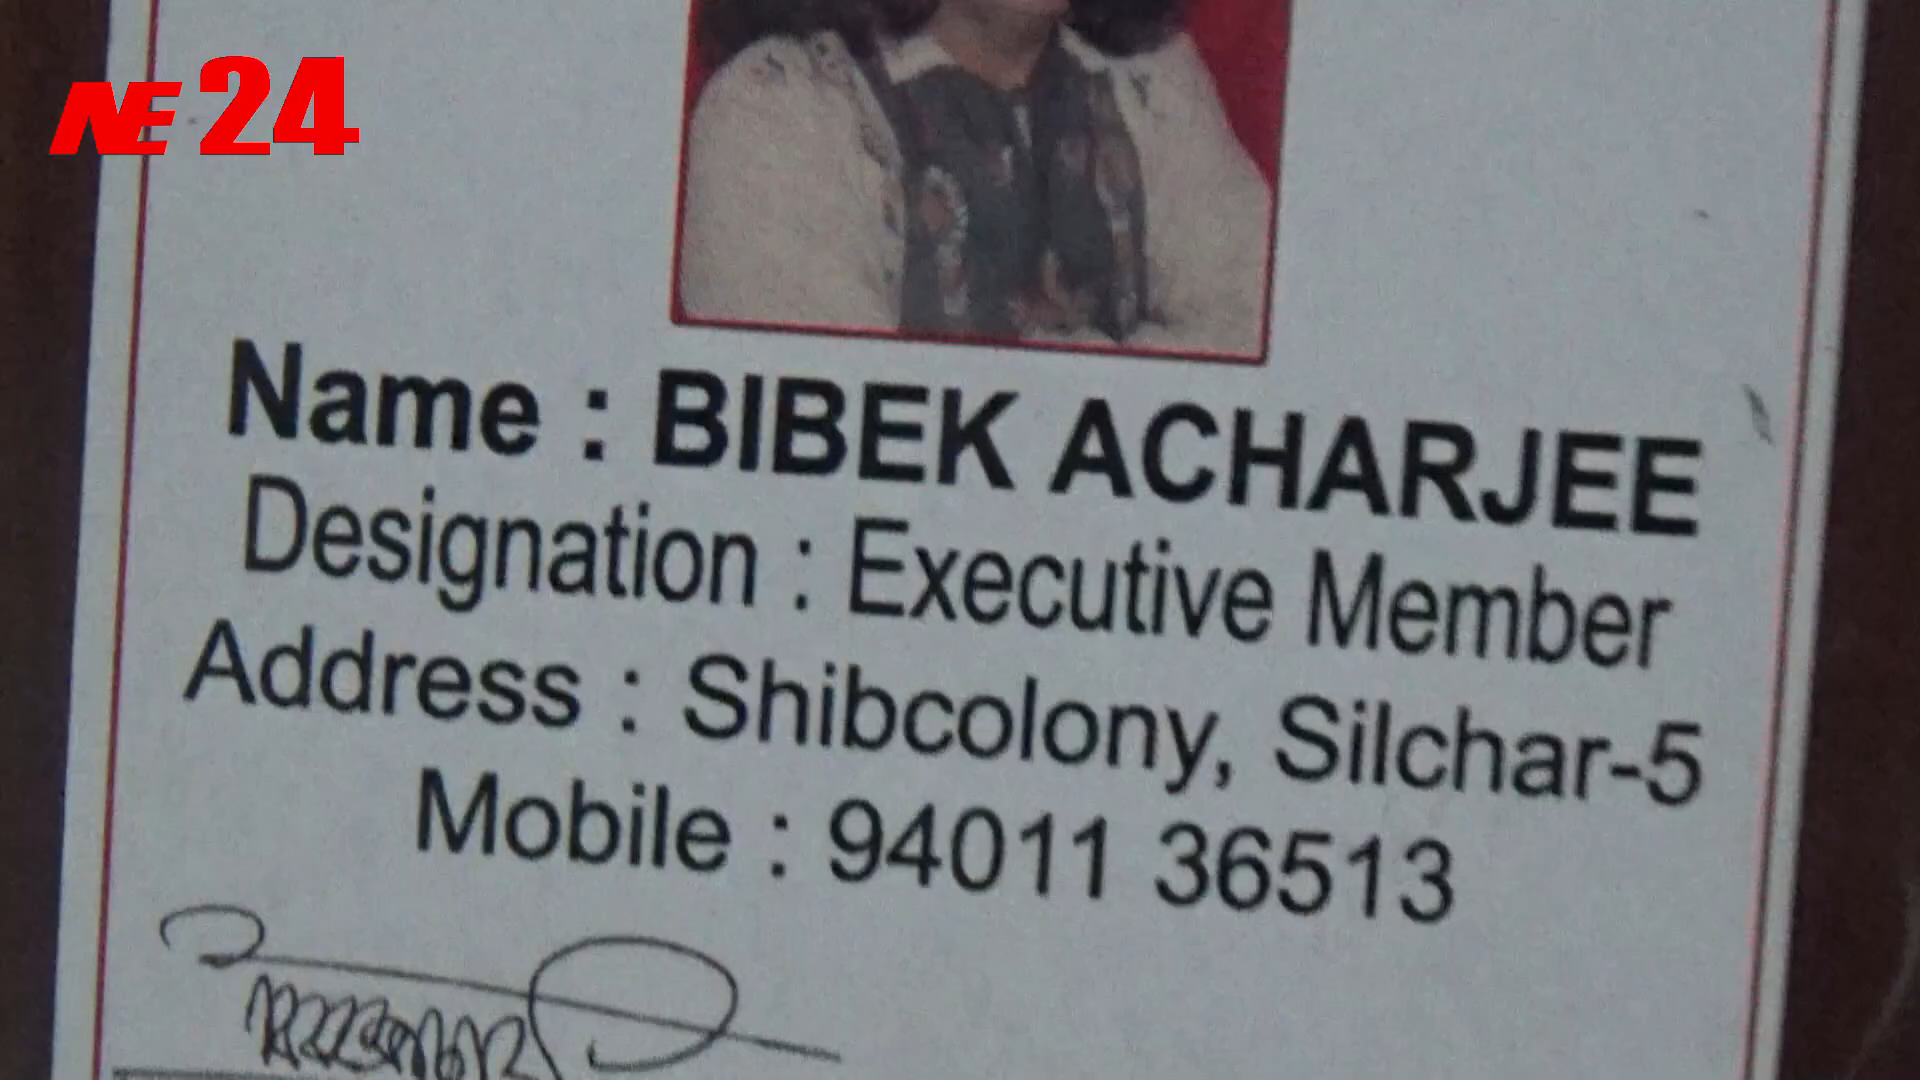 NE 24
Name : BIBEK ACHARJEE
Designation : Executive Member
Address : Shibcolony, Silchar-5
Mobile : 94011 36513